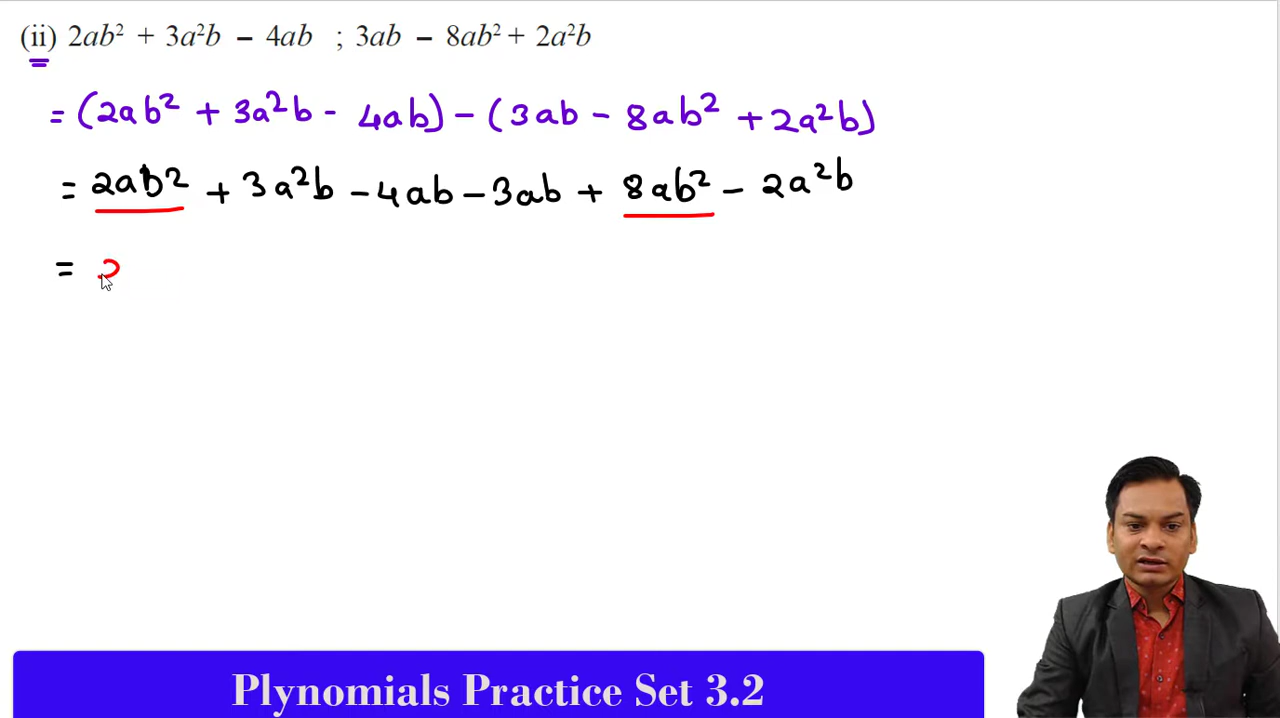 (ii) 2ab² + 3a²b − 4ab ; 3ab − 8ab² + 2a²b
= (2ab² + 3a²b - 4ab) - (3ab - 8ab² + 2a²b)
= 2ab² + 3a²b - 4ab - 3ab + 8ab² - 2a²b
= 2
Plynomials Practice Set 3.2